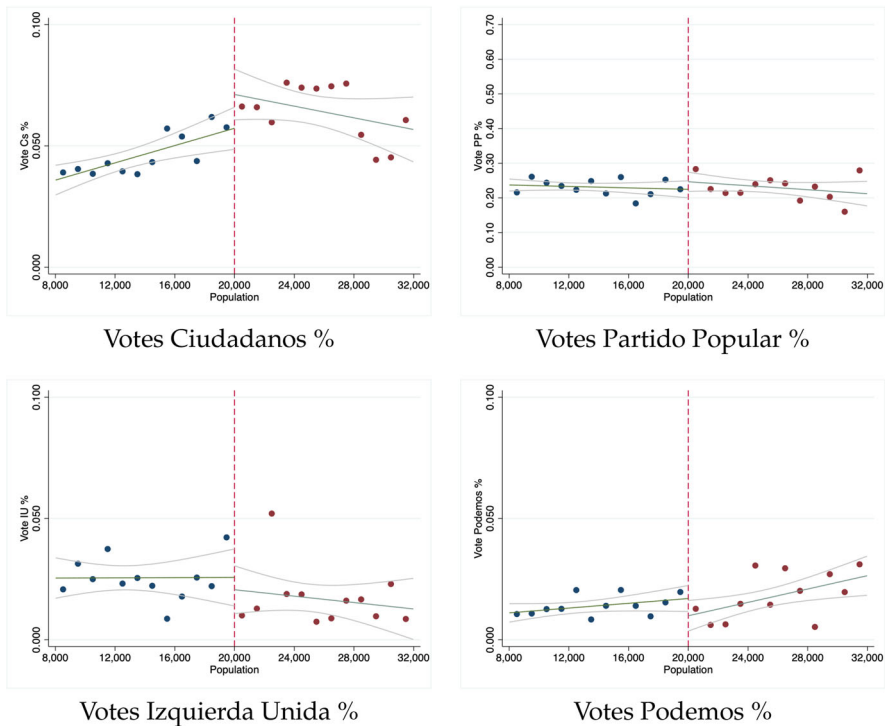 0.100
Vote Cs %
0.050
0.000
8,000 12,000 16,000 20,000 24,000 28,000 32,000
Population
Votes Ciudadanos %
0.70
0.60
0.50
Vote PP %
0.40
0.30
0.20
0.10
0.00
8,000 12,000 16,000 20,000 24,000 28,000 32,000
Population
Votes Partido Popular %
0.100
Vote IU %
0.050
0.000
8,000 12,000 16,000 20,000 24,000 28,000 32,000
Population
Votes Izquierda Unida %
0.100
Vote Podemos %
0.050
0.000
8,000 12,000 16,000 20,000 24,000 28,000 32,000
Population
Votes Podemos %